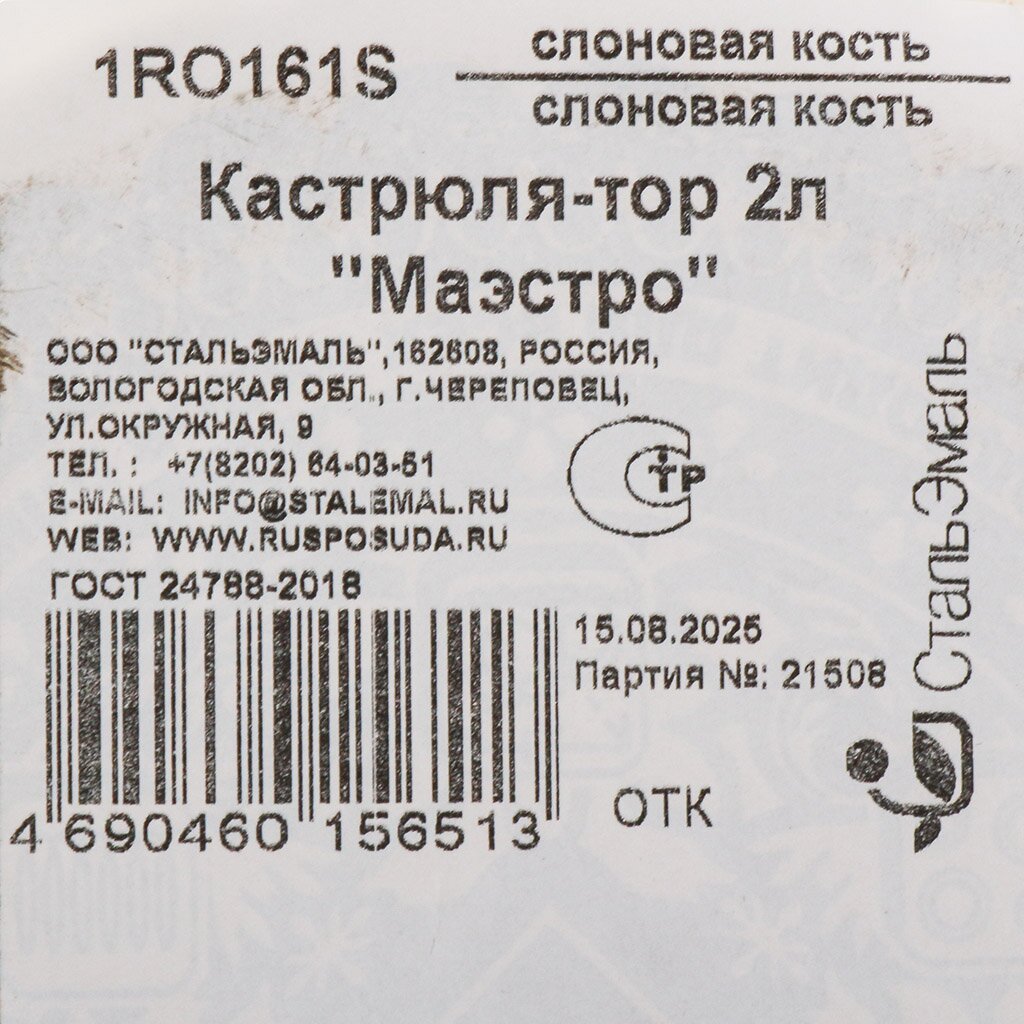 1RO161S
слоновая кость
слоновая кость
Кастрюля-тор 2л
"Маэстро"
ООО "СТАЛЬЭМАЛЬ",162608, РОССИЯ,
ВОЛОГОДСКАЯ ОБЛ., Г.ЧЕРЕПОВЕЦ,
УЛ.ОКРУЖНАЯ, 9
ТЕЛ. : +7(8202) 64-03-51
E-MAIL: INFO@STALEMAL.RU
WEB: WWW.RUSPOSUDA.RU
ГОСТ 24788-2018
СтР
СтальЭмаль
15.08.2025
Партия №: 21508
ОТК
4 690460 156513